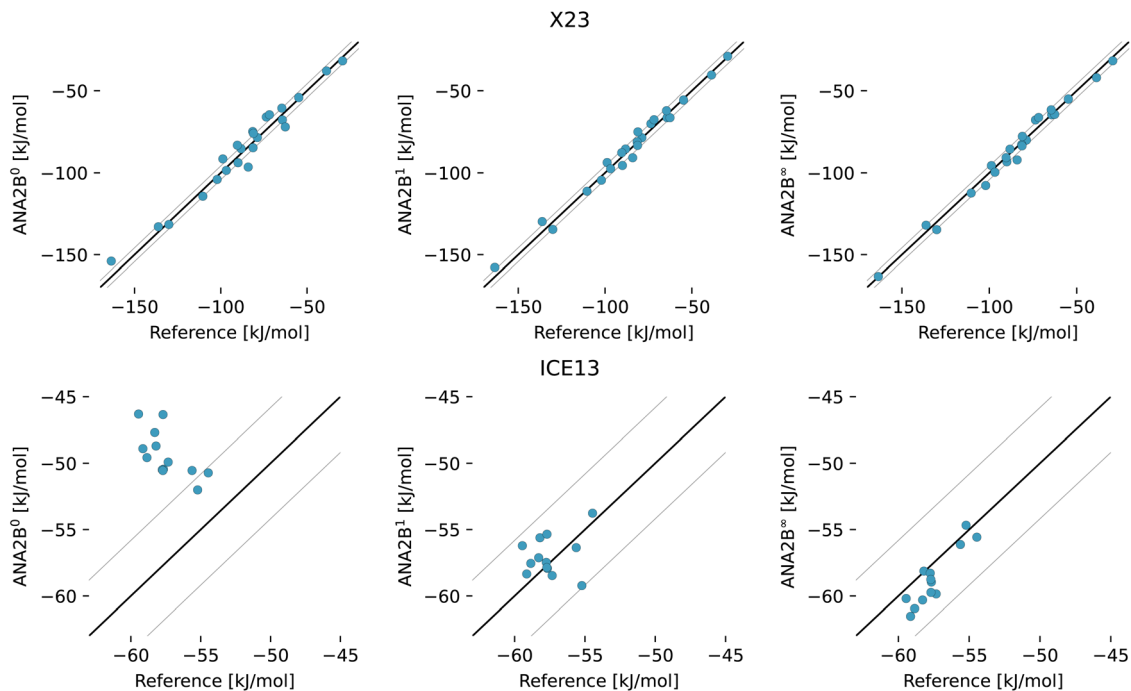 X23
−50
−100
−150
ANA2B⁰ [kJ/mol]
−150 −100 −50
Reference [kJ/mol]
−50
−100
−150
ANA2B¹ [kJ/mol]
−150 −100 −50
Reference [kJ/mol]
−50
−100
−150
ANA2B∞ [kJ/mol]
−150 −100 −50
Reference [kJ/mol]
ICE13
−45
−50
−55
−60
ANA2B⁰ [kJ/mol]
−60 −55 −50 −45
Reference [kJ/mol]
−45
−50
−55
−60
ANA2B¹ [kJ/mol]
−60 −55 −50 −45
Reference [kJ/mol]
−45
−50
−55
−60
ANA2B∞ [kJ/mol]
−60 −55 −50 −45
Reference [kJ/mol]